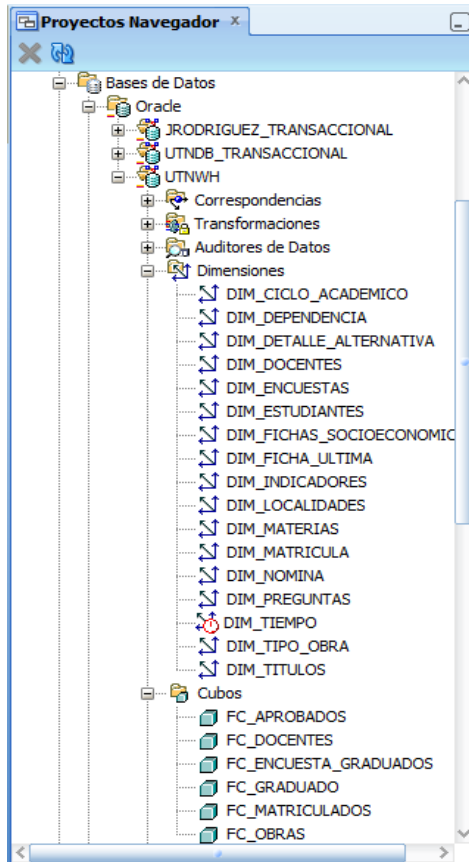 Proyectos Navegador
Bases de Datos
Oracle
JRODRIGUEZ_TRANSACCIONAL
UTNDB_TRANSACCIONAL
UTNWH
Correspondencias
Transformaciones
Auditores de Datos
Dimensiones
DIM_CICLO_ACADEMICO
DIM_DEPENDENCIA
DIM_DETALLE_ALTERNATIVA
DIM_DOCENTES
DIM_ENCUESTAS
DIM_ESTUDIANTES
DIM_FICHAS_SOCIOECONOMIC
DIM_FICHA_ULTIMA
DIM_INDICADORES
DIM_LOCALIDADES
DIM_MATERIAS
DIM_MATRICULA
DIM_NOMINA
DIM_PREGUNTAS
DIM_TIEMPO
DIM_TIPO_OBRA
DIM_TITULOS
Cubos
FC_APROBADOS
FC_DOCENTES
FC_ENCUESTA_GRADUADOS
FC_GRADUADO
FC_MATRICULADOS
FC_OBRAS